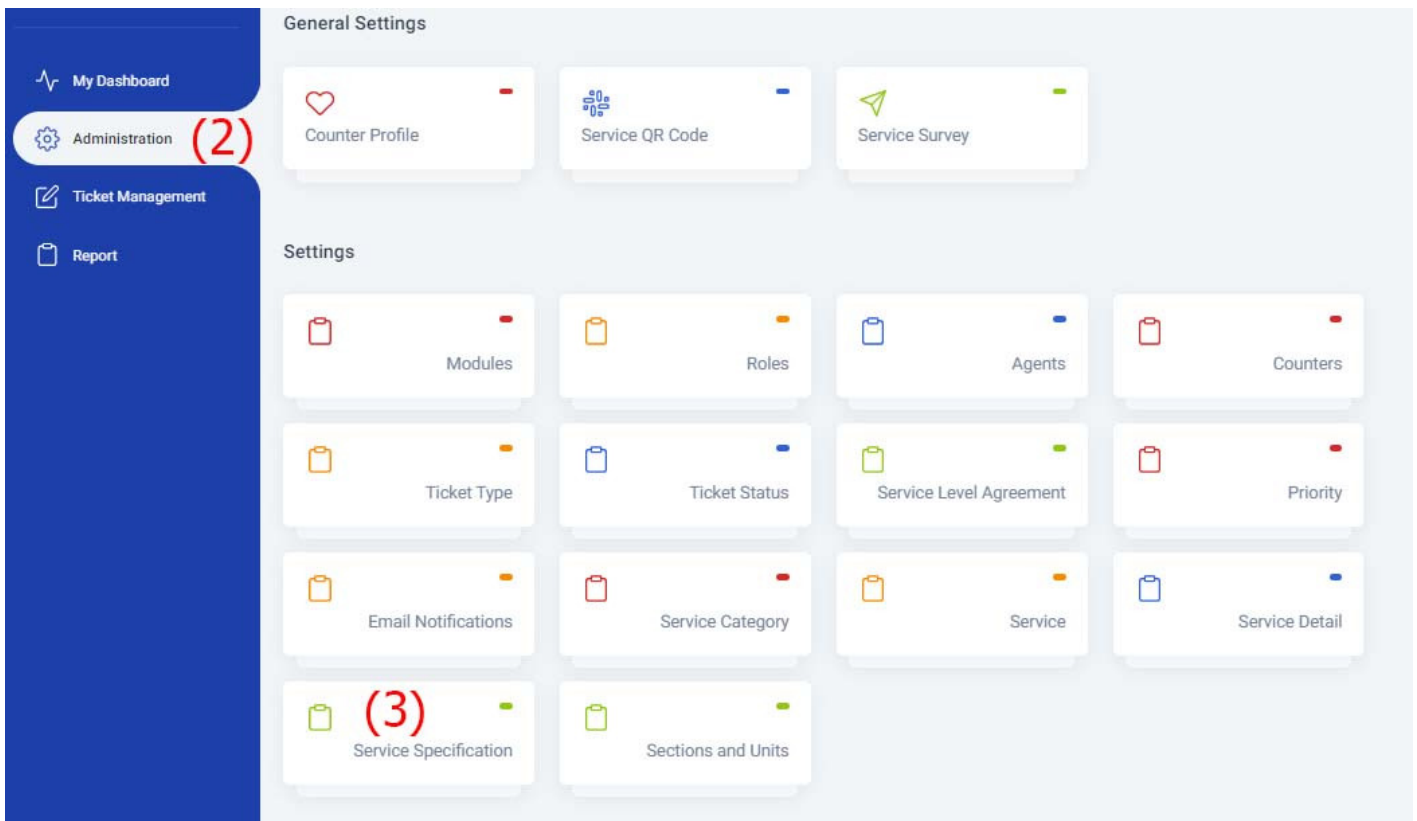 General Settings
My Dashboard
Administration (2)
Ticket Management
Report
Counter Profile
Service QR Code
Service Survey
Settings
Modules
Roles
Agents
Counters
Ticket Type
Ticket Status
Service Level Agreement
Priority
Email Notifications
Service Category
Service
Service Detail
(3)
Service Specification
Sections and Units